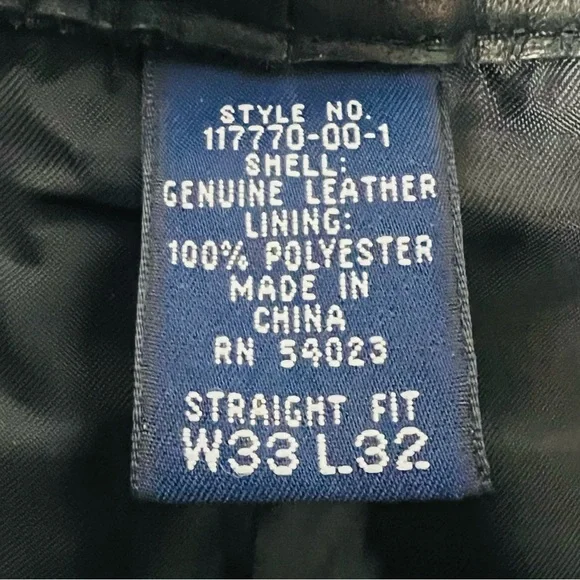 STYLE NO.
117770-00-1
SHELL:
GENUINE LEATHER
LINING:
100% POLYESTER
MADE IN
CHINA
RN 54023
STRAIGHT FIT
W33 L32